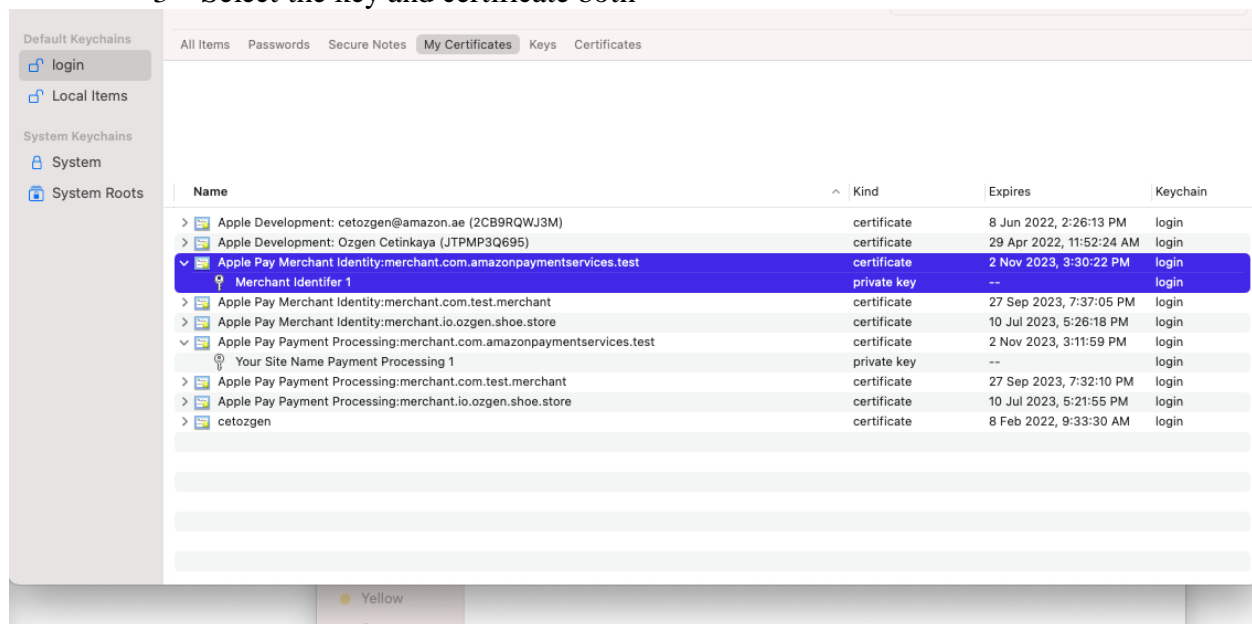 Select the key and certificate both
Default Keychains
login
Local Items
System Keychains
System
System Roots
All Items Passwords Secure Notes My Certificates Keys Certificates
Name Kind Expires Keychain
Apple Development: cetozgen@amazon.ae (2CB9RQWJ3M) certificate 8 Jun 2022, 2:26:13 PM login
Apple Development: Ozgen Cetinkaya (JTPMP3Q695) certificate 29 Apr 2022, 11:52:24 AM login
Apple Pay Merchant Identity:merchant.com.amazonpaymentservices.test certificate 2 Nov 2023, 3:30:22 PM login
Merchant Identifer 1 private key -- login
Apple Pay Merchant Identity:merchant.com.test.merchant certificate 27 Sep 2023, 7:37:05 PM login
Apple Pay Merchant Identity:merchant.io.ozgen.shoe.store certificate 10 Jul 2023, 5:26:18 PM login
Apple Pay Payment Processing:merchant.com.amazonpaymentservices.test certificate 2 Nov 2023, 3:11:59 PM login
Your Site Name Payment Processing 1 private key -- login
Apple Pay Payment Processing:merchant.com.test.merchant certificate 27 Sep 2023, 7:32:10 PM login
Apple Pay Payment Processing:merchant.io.ozgen.shoe.store certificate 10 Jul 2023, 5:21:55 PM login
cetozgen certificate 8 Feb 2022, 9:33:30 AM login
Yellow